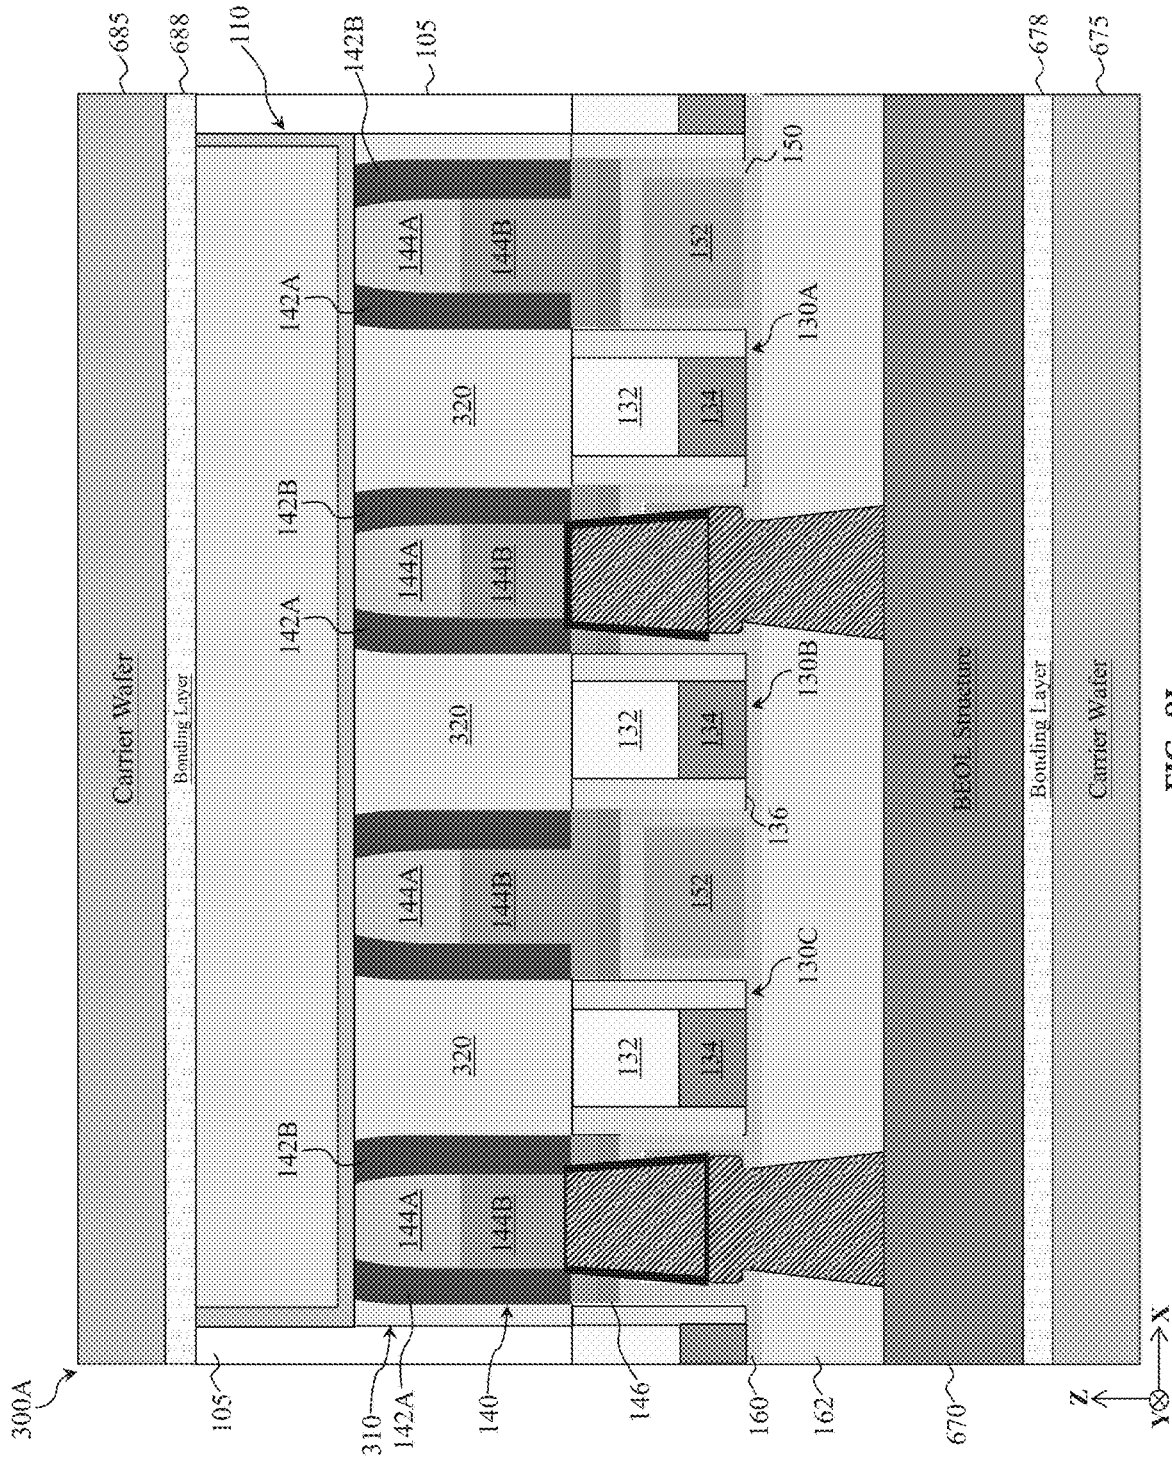 300A
Carrier Wafer 685
Bonding Layer 688
105 110
142B 142A 142B 142A 142B
310
142A 144A 144A 144A 144A 105
320 320 320
140 144B 144B 144B 144B
146 132 132 132
134 152 134 134 152
160 136 150
162 130C 130B 130A
670 BEOL Structure
Bonding Layer 678
Carrier Wafer 675
Z
Y X